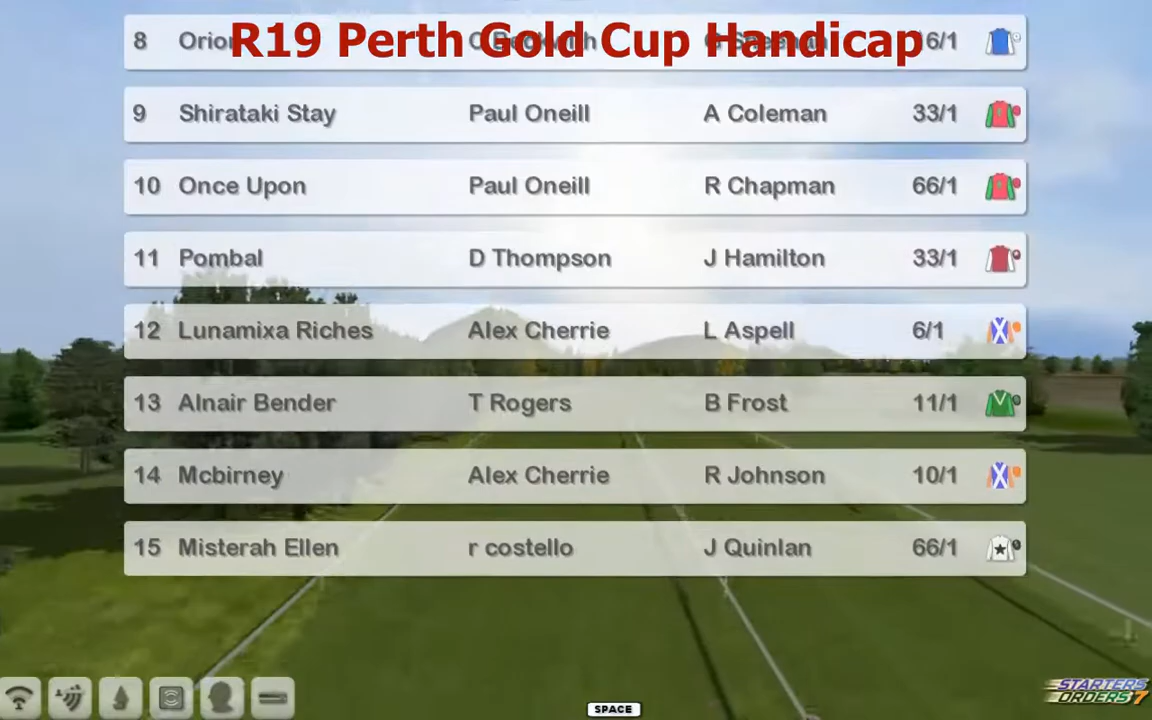 R19 Perth Gold Cup Handicap
8 Orion 16/1
9 Shirataki Stay Paul Oneill A Coleman 33/1
10 Once Upon Paul Oneill R Chapman 66/1
11 Pombal D Thompson J Hamilton 33/1
12 Lunamixa Riches Alex Cherrie L Aspell 6/1
13 Alnair Bender T Rogers B Frost 11/1
14 Mcbirney Alex Cherrie R Johnson 10/1
15 Misterah Ellen r costello J Quinlan 66/1
SPACE
STARTERS
ORDERS 7